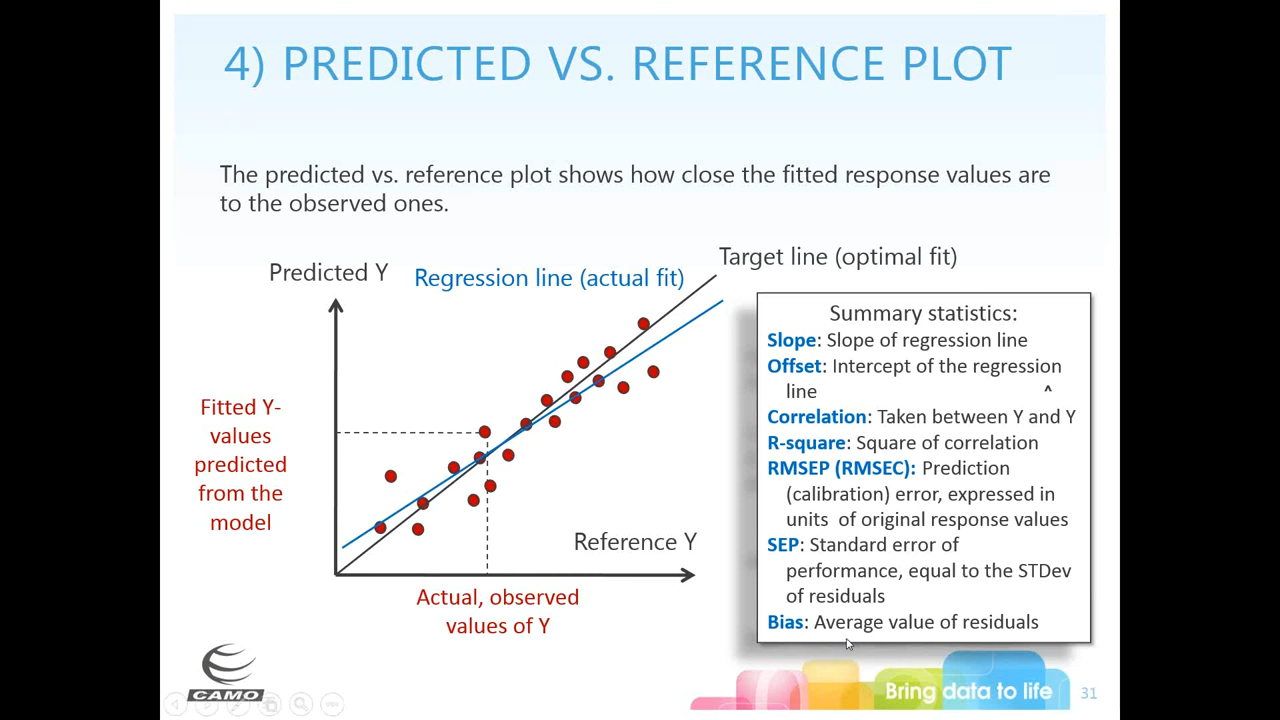 4) PREDICTED VS. REFERENCE PLOT
The predicted vs. reference plot shows how close the fitted response values are
to the observed ones.
Target line (optimal fit)
Predicted Y
Regression line (actual fit)
Summary statistics:
Slope: Slope of regression line
Offset: Intercept of the regression
line
^
Correlation: Taken between Y and Y
R-square: Square of correlation
RMSEP (RMSEC): Prediction
(calibration) error, expressed in
units of original response values
SEP: Standard error of
performance, equal to the STDev
of residuals
Bias: Average value of residuals
Fitted Y-
values
predicted
from the
model
Reference Y
Actual, observed
values of Y
CAMO
Bring data to life
31